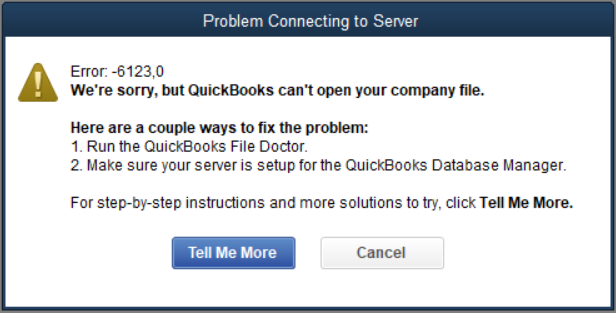 Problem Connecting to Server
Error: -6123,0
We're sorry, but QuickBooks can't open your company file.
Here are a couple ways to fix the problem:
1. Run the QuickBooks File Doctor.
2. Make sure your server is setup for the QuickBooks Database Manager.
For step-by-step instructions and more solutions to try, click Tell Me More.
Tell Me More
Cancel